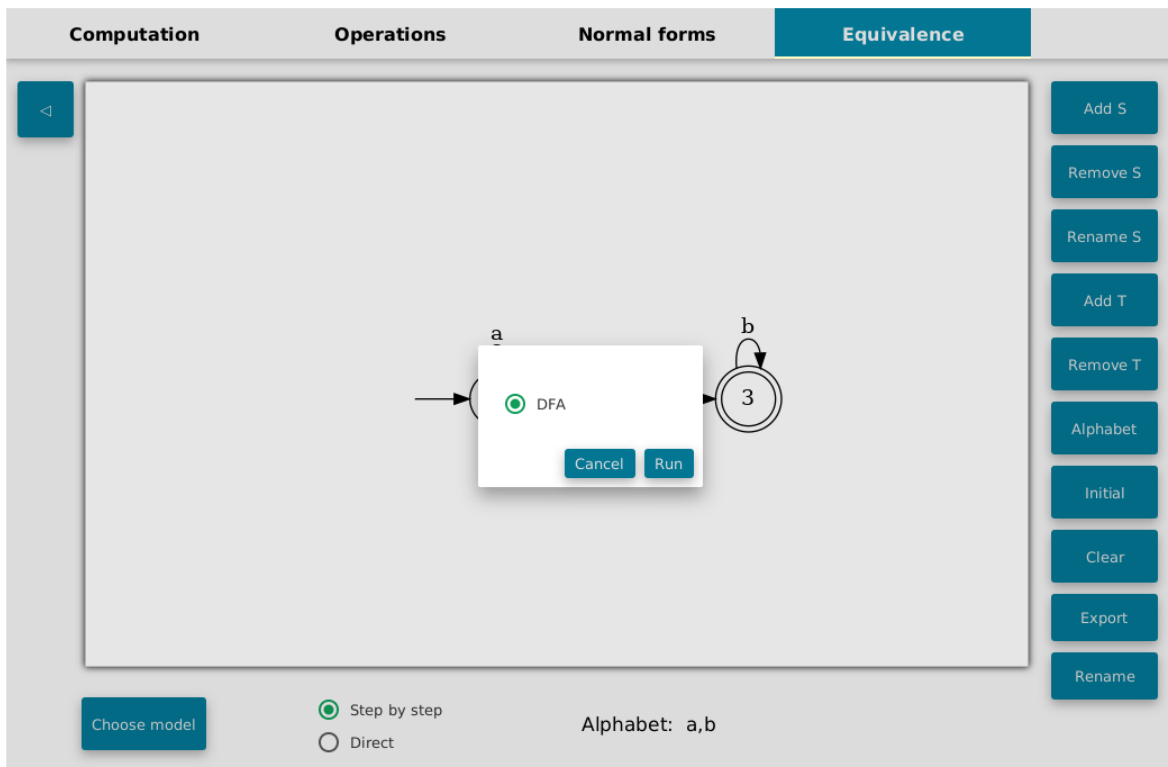 Computation
Operations
Normal forms
Equivalence
◁
Add S
Remove S
Rename S
Add T
Remove T
Alphabet
Initial
Clear
Export
Rename
a
b
3
DFA
Cancel
Run
Choose model
Step by step
Direct
Alphabet: a,b